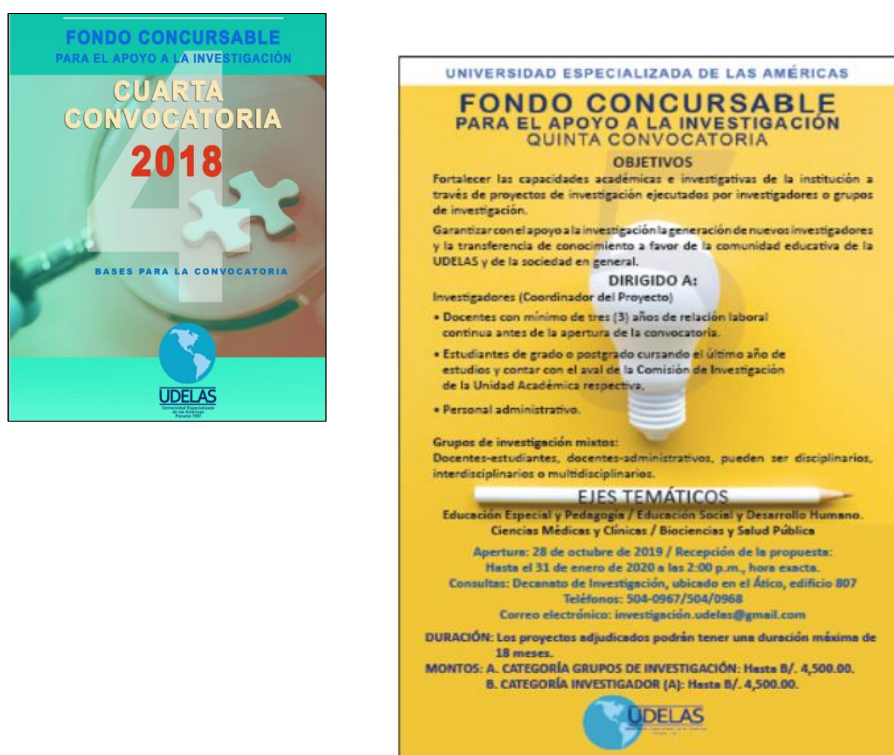 FONDO CONCURSABLE
PARA EL APOYO A LA INVESTIGACIÓN
CUARTA
CONVOCATORIA
2018
4
BASES PARA LA CONVOCATORIA
UDELAS
Universidad Especializada
de las Américas
Panamá 1997
UNIVERSIDAD ESPECIALIZADA DE LAS AMÉRICAS
FONDO CONCURSABLE
PARA EL APOYO A LA INVESTIGACIÓN
QUINTA CONVOCATORIA
OBJETIVOS
Fortalecer las capacidades académicas e investigativas de la institución a
través de proyectos de investigación ejecutados por investigadores o grupos
de investigación.
Garantizar con el apoyo a la investigación la generación de nuevos investigadores
y la transferencia de conocimiento a favor de la comunidad educativa de la
UDELAS y de la sociedad en general.
DIRIGIDO A:
Investigadores (Coordinador del Proyecto)
• Docentes con mínimo de tres (3) años de relación laboral
continua antes de la apertura de la convocatoria.
• Estudiantes de grado o postgrado cursando el último año de
estudios y contar con el aval de la Comisión de Investigación
de la Unidad Académica respectiva.
• Personal administrativo.
Grupos de investigación mixtos:
Docentes-estudiantes, docentes-administrativos, pueden ser disciplinarios,
interdisciplinarios o multidisciplinarios.
EJES TEMÁTICOS
Educación Especial y Pedagogía / Educación Social y Desarrollo Humano.
Ciencias Médicas y Clínicas / Biociencias y Salud Pública
Apertura: 28 de octubre de 2019 / Recepción de la propuesta:
Hasta el 31 de enero de 2020 a las 2:00 p.m., hora exacta.
Consultas: Decanato de Investigación, ubicado en el Ático, edificio 807
Teléfonos: 504-0967/504/0968
Correo electrónico: investigación.udelas@gmail.com
DURACIÓN: Los proyectos adjudicados podrán tener una duración máxima de
18 meses.
MONTOS: A. CATEGORÍA GRUPOS DE INVESTIGACIÓN: Hasta B/. 4,500.00.
B. CATEGORÍA INVESTIGADOR (A): Hasta B/. 4,500.00.
UDELAS